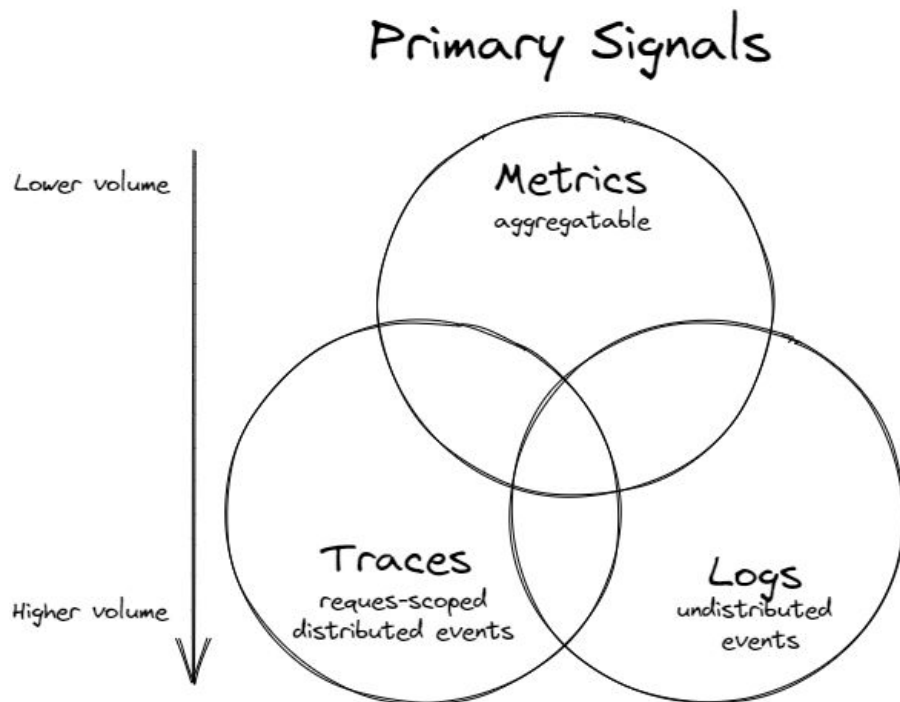 Primary Signals
Lower volume
Metrics
aggregatable
Traces
reques-scoped
distributed events
Logs
undistributed
events
Higher volume